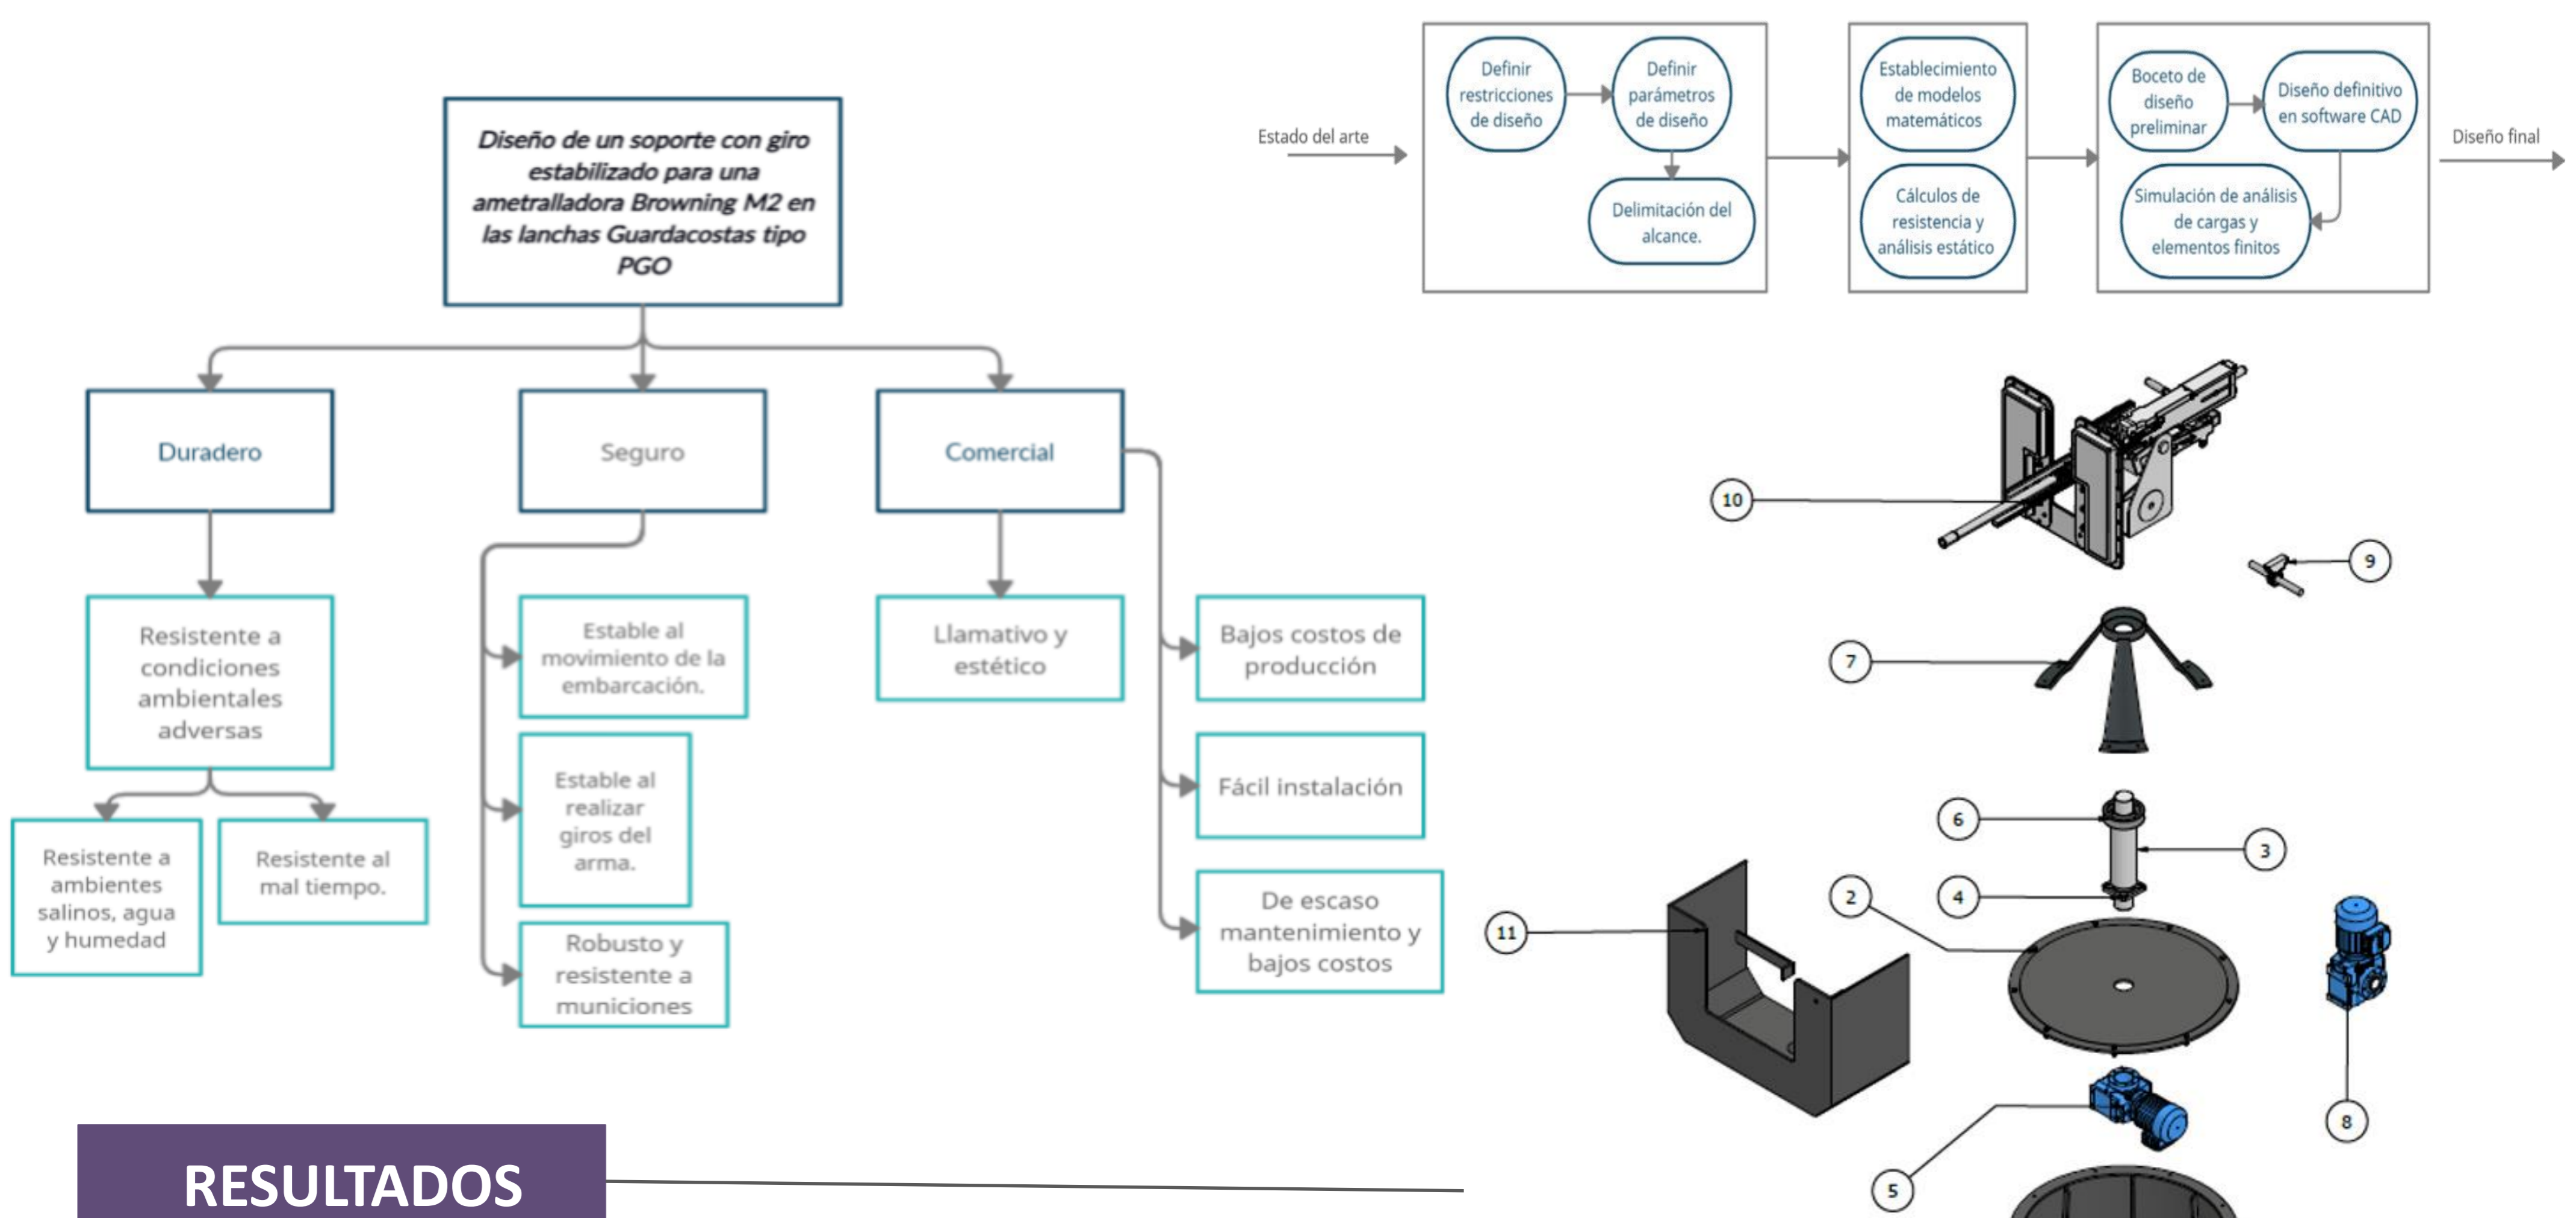 Diseño de un soporte con giro
estabilizado para una
ametralladora Browning M2 en
las lanchas Guardacostas tipo
PGO
Duradero
Seguro
Comercial
Resistente a
condiciones
ambientales
adversas
Resistente a
ambientes
salinos, agua
y humedad
Resistente al
mal tiempo.
Estable al
movimiento de la
embarcación.
Estable al
realizar
giros del
arma.
Robusto y
resistente a
municiones
Llamativo y
estético
Bajos costos de
producción
Fácil instalación
De escaso
mantenimiento y
bajos costos
Estado del arte
Definir
restricciones
de diseño
Definir
parámetros
de diseño
Delimitación del
alcance.
Establecimiento
de modelos
matemáticos
Cálculos de
resistencia y
análisis estático
Boceto de
diseño
preliminar
Diseño definitivo
en software CAD
Simulación de análisis
de cargas y
elementos finitos
Diseño final
10
9
7
6
3
2
4
11
8
5
RESULTADOS